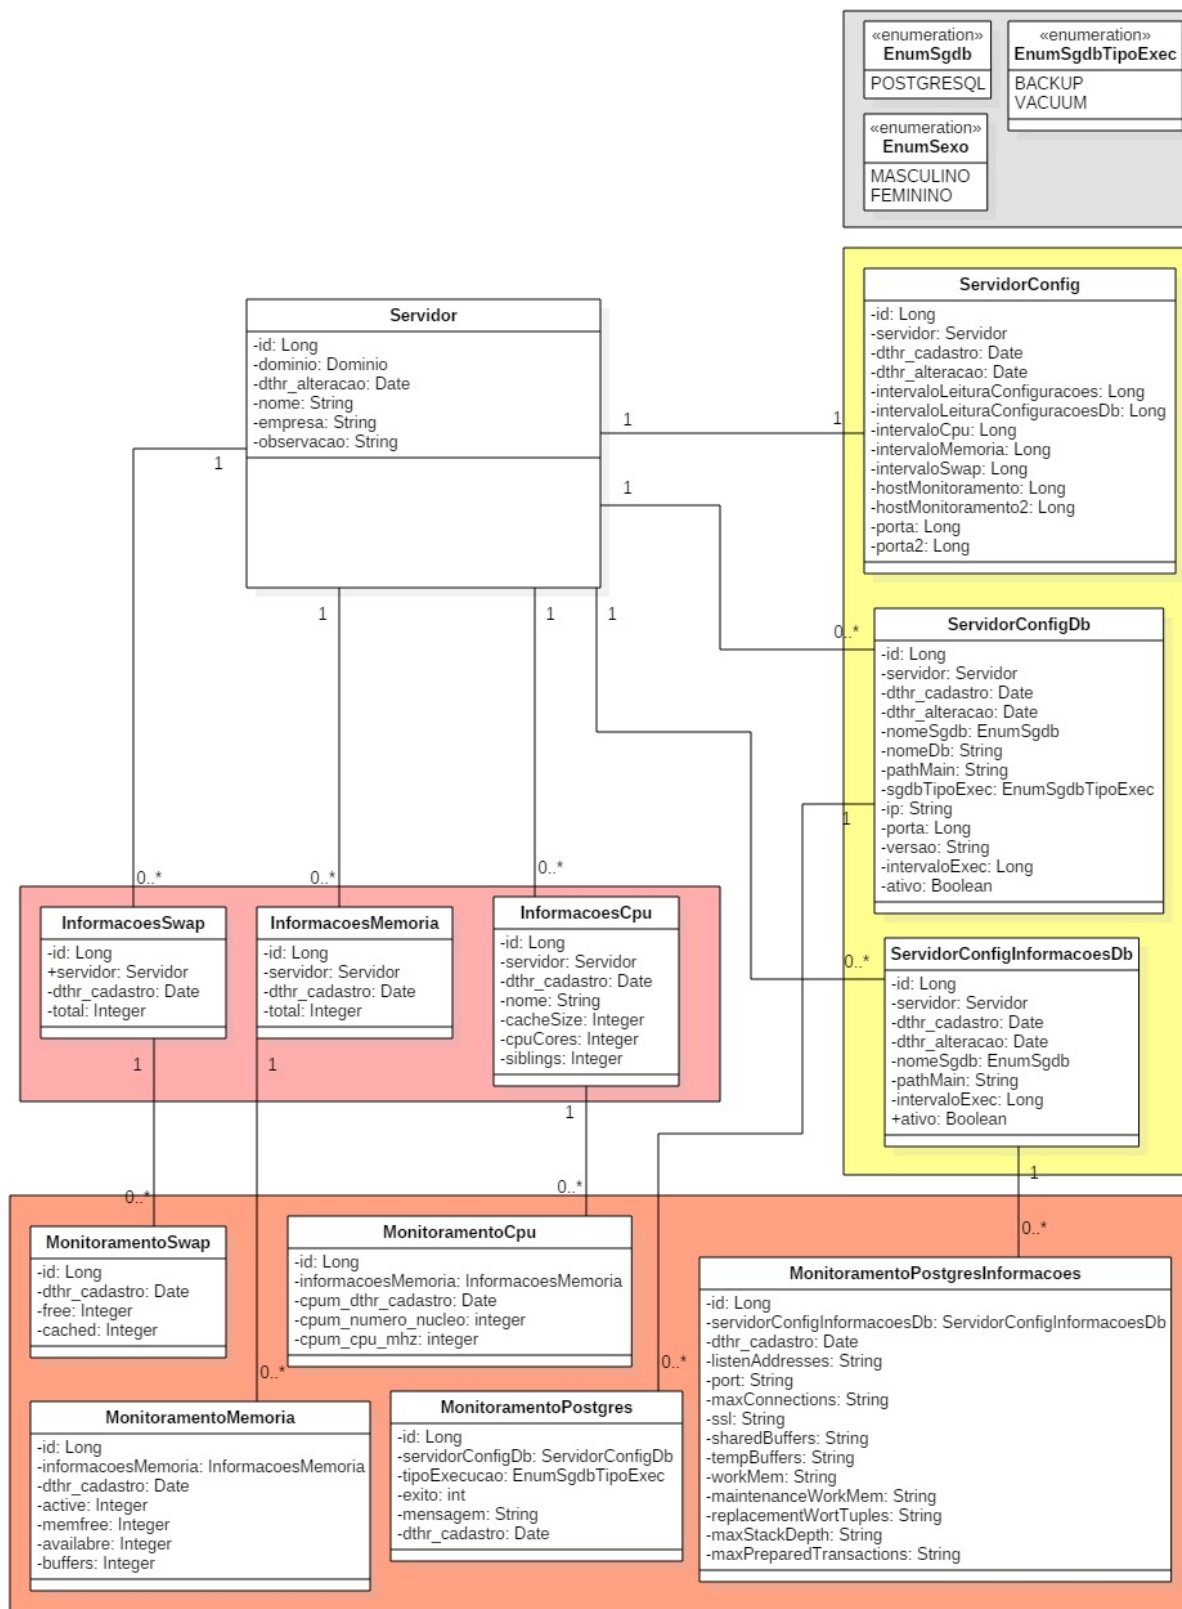 «enumeration»
EnumSgdb
POSTGRESQL
«enumeration»
EnumSgdbTipoExec
BACKUP
VACUUM
«enumeration»
EnumSexo
MASCULINO
FEMININO
Servidor
-id: Long
-dominio: Dominio
-dthr_alteracao: Date
-nome: String
-empresa: String
-observacao: String
1
1
1
1
1
1
1
ServidorConfig
-id: Long
-servidor: Servidor
-dthr_cadastro: Date
-dthr_alteracao: Date
-intervaloLeituraConfiguracoes: Long
-intervaloLeituraConfiguracoesDb: Long
-intervaloCpu: Long
-intervaloMemoria: Long
-intervaloSwap: Long
-hostMonitoramento: Long
-hostMonitoramento2: Long
-porta: Long
-porta2: Long
0..*
ServidorConfigDb
-id: Long
-servidor: Servidor
-dthr_cadastro: Date
-dthr_alteracao: Date
-nomeSgdb: EnumSgdb
-nomeDb: String
-pathMain: String
-sgdbTipoExec: EnumSgdbTipoExec
-ip: String
-porta: Long
-versao: String
-intervaloExec: Long
-ativo: Boolean
1
0..*
0..*
0..*
InformacoesSwap
-id: Long
+servidor: Servidor
-dthr_cadastro: Date
-total: Integer
1
InformacoesMemoria
-id: Long
-servidor: Servidor
-dthr_cadastro: Date
-total: Integer
1
InformacoesCpu
-id: Long
-servidor: Servidor
-dthr_cadastro: Date
-nome: String
-cacheSize: Integer
-cpuCores: Integer
-siblings: Integer
1
0..*
ServidorConfigInformacoesDb
-id: Long
-servidor: Servidor
-dthr_cadastro: Date
-dthr_alteracao: Date
-nomeSgdb: EnumSgdb
-pathMain: String
-intervaloExec: Long
+ativo: Boolean
1
0..*
MonitoramentoSwap
-id: Long
-dthr_cadastro: Date
-free: Integer
-cached: Integer
0..*
MonitoramentoCpu
-id: Long
-informacoesMemoria: InformacoesMemoria
-cpum_dthr_cadastro: Date
-cpum_numero_nucleo: integer
-cpum_cpu_mhz: integer
0..*
MonitoramentoMemoria
-id: Long
-informacoesMemoria: InformacoesMemoria
-dthr_cadastro: Date
-active: Integer
-memfree: Integer
-availabre: Integer
-buffers: Integer
0..*
MonitoramentoPostgres
-id: Long
-servidorConfigDb: ServidorConfigDb
-tipoExecucao: EnumSgdbTipoExec
-exito: int
-mensagem: String
-dthr_cadastro: Date
0..*
MonitoramentoPostgresInformacoes
-id: Long
-servidorConfigInformacoesDb: ServidorConfigInformacoesDb
-dthr_cadastro: Date
-listenAddresses: String
-port: String
-maxConnections: String
-ssl: String
-sharedBuffers: String
-tempBuffers: String
-workMem: String
-maintenanceWorkMem: String
-replacementWortTuples: String
-maxStackDepth: String
-maxPreparedTransactions: String